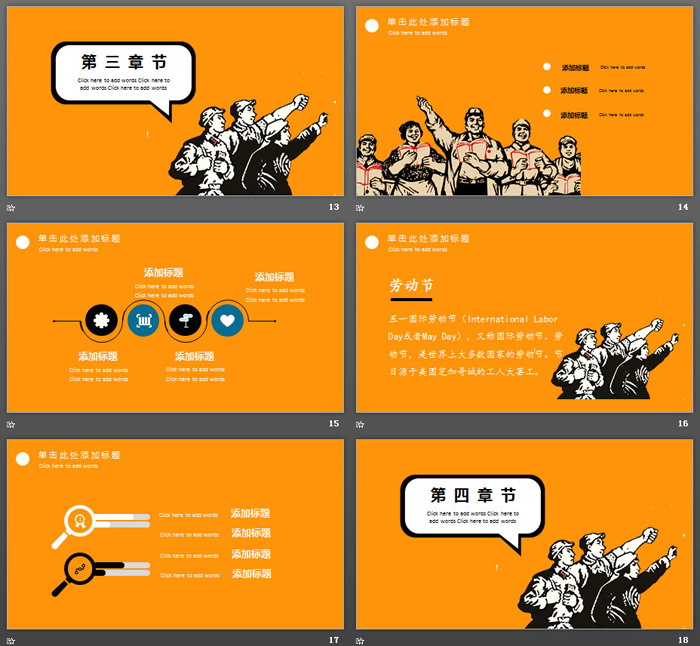 第三章节
Click here to add words Click here to
add words Click here to add words
13
单击此处添加标题
Click here to add words
添加标题 Click here to add words
添加标题 Click here to add words
添加标题 Click here to add words
14
单击此处添加标题
Click here to add words
添加标题
Click here to add words
Click here to add words
添加标题
Click here to add words
Click here to add words
添加标题
Click here to add words
Click here to add words
添加标题
Click here to add words
Click here to add words
15
单击此处添加标题
Click here to add words
劳动节
五一国际劳动节（International Labor
Day或者May Day），又称国际劳动节、劳
动节，是世界上大多数国家的劳动节。节
日源于美国芝加哥城的工人大罢工。
16
单击此处添加标题
Click here to add words
Click here to add words 添加标题
Click here to add words 添加标题
Click here to add words 添加标题
Click here to add words 添加标题
17
第四章节
Click here to add words Click here to
add words Click here to add words
18